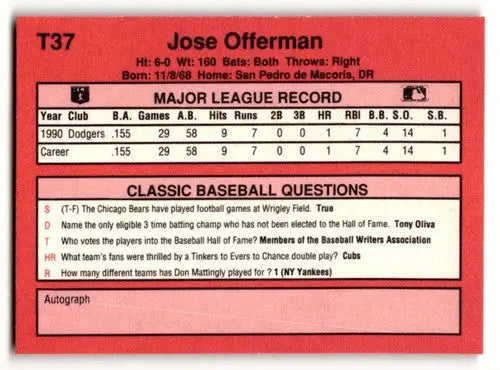 T37
Jose Offerman
Ht: 6-0 Wt: 160 Bats: Both Throws: Right
Born: 11/8/68 Home: San Pedro de Macoris, DR
MAJOR LEAGUE RECORD
Year Club B.A. Games A.B. Hits Runs 2B 3B HR RBI B.B. S.O. S.B.
1990 Dodgers .155 29 58 9 7 1 7 4 14 1
Career .155 29 58 9 7 1 7 4 14 1
CLASSIC BASEBALL QUESTIONS
S (T-F) The Chicago Bears have played football games at Wrigley Field. True
D Name the only eligible 3 time batting champ who has not been elected to the Hall of Fame. Tony Oliva
T Who votes the players into the Baseball Hall of Fame? Members of the Baseball Writers Association
HR What team's fans were thrilled by a Tinkers to Evers to Chance double play? Cubs
R How many different teams has Don Mattingly played for ? 1 (NY Yankees)
Autograph